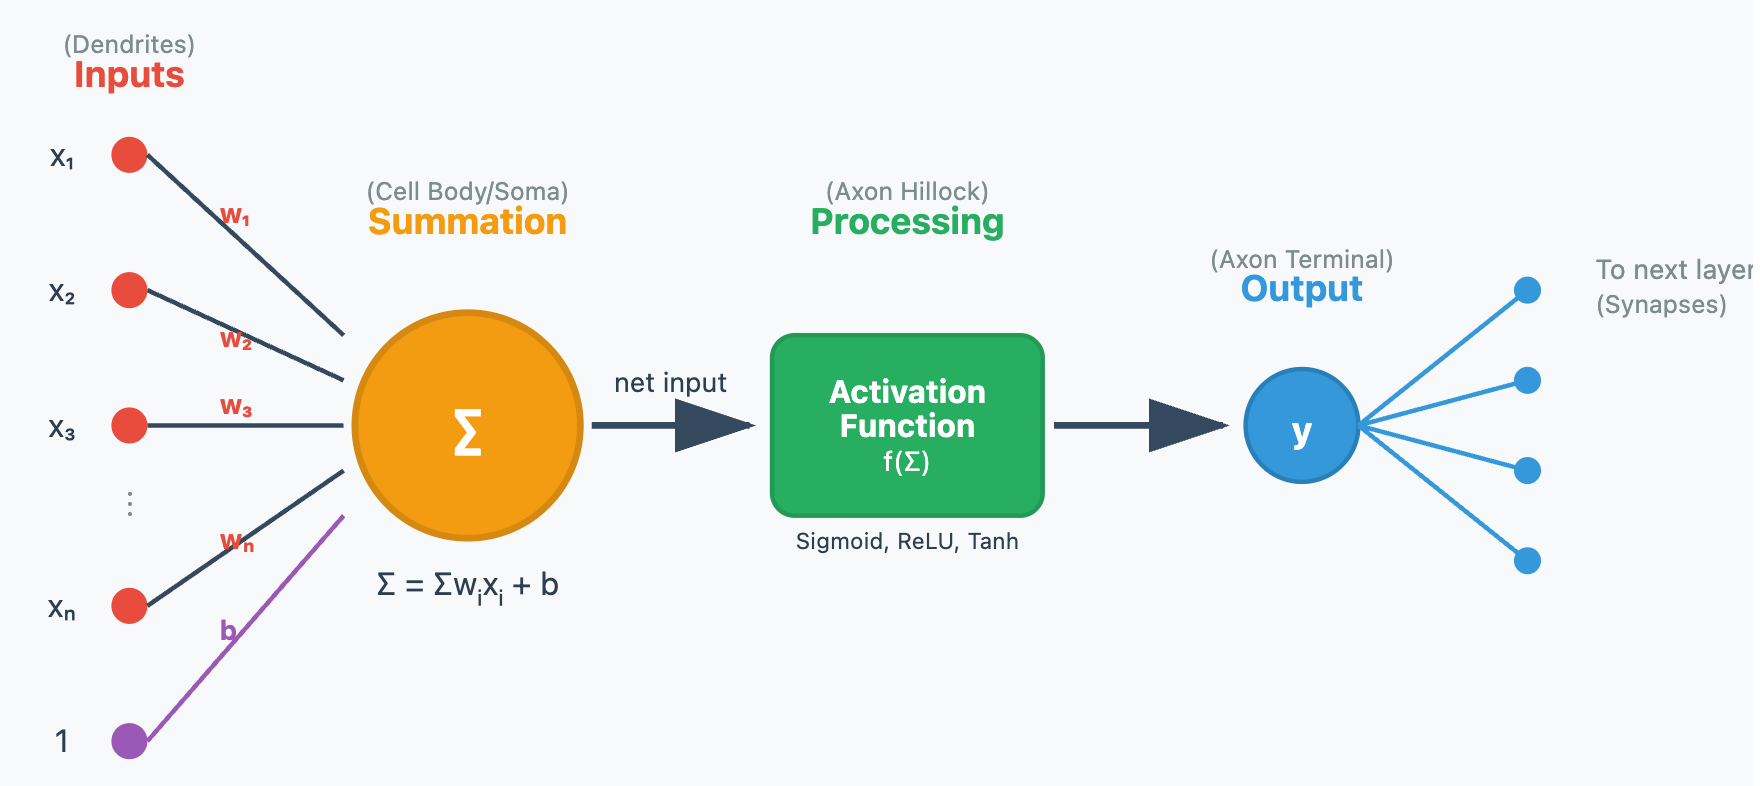 (Dendrites)
Inputs
x₁
w₁
x₂
w₂
x₃
w₃
⋮
xₙ
wₙ
b
1
(Cell Body/Soma)
Summation
Σ
Σ = Σwᵢxᵢ + b
net input
(Axon Hillock)
Processing
Activation
Function
f(Σ)
Sigmoid, ReLU, Tanh
(Axon Terminal)
Output
y
To next layer
(Synapses)